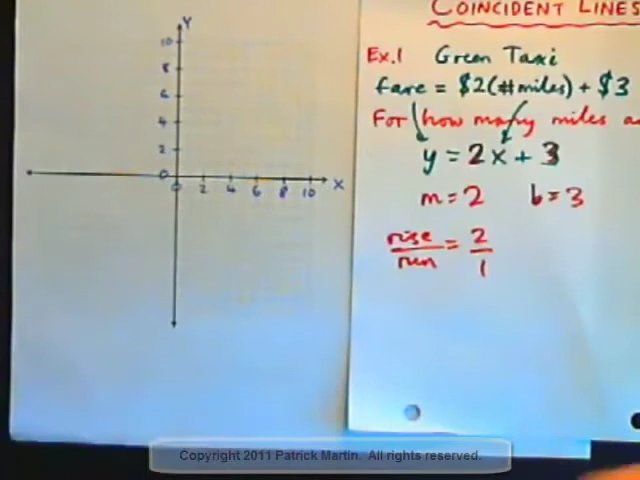 COINCIDENT LINES
Ex.1 Green Taxi
fare = $2(#miles) + $3
For how many miles
y = 2x + 3
m = 2 b = 3
rise/run = 2/1
Y
10
8
6
4
2
0
0 2 4 6 8 10 X
Copyright 2011 Patrick Martin. All rights reserved.